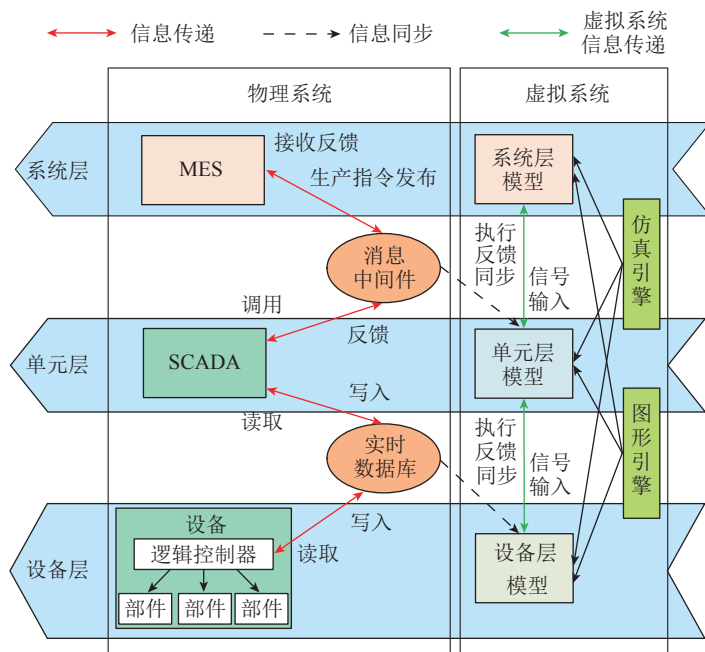 信息传递
信息同步
虚拟系统
信息传递
物理系统
虚拟系统
系统层
MES
接收反馈
生产指令发布
系统层
模型
消息
中间件
执行
反馈
同步
信号
输入
仿真引擎
调用
反馈
单元层
SCADA
单元层
模型
写入
读取
实时
数据库
执行
反馈
同步
信号
输入
图形引擎
写入
设备
逻辑控制器
读取
部件 部件 部件
设备层
设备层
模型